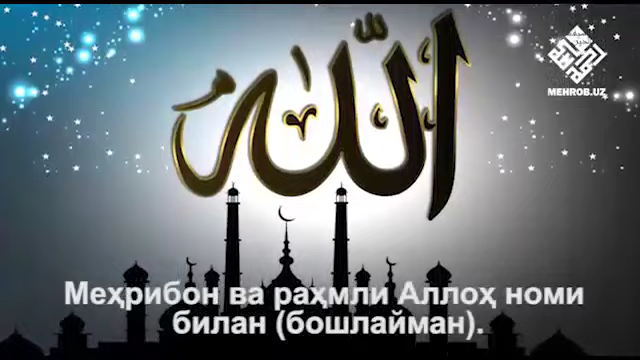 الله
MEHROB.UZ
Меҳрибон ва раҳмли Аллоҳ номи
билан (бошлайман).